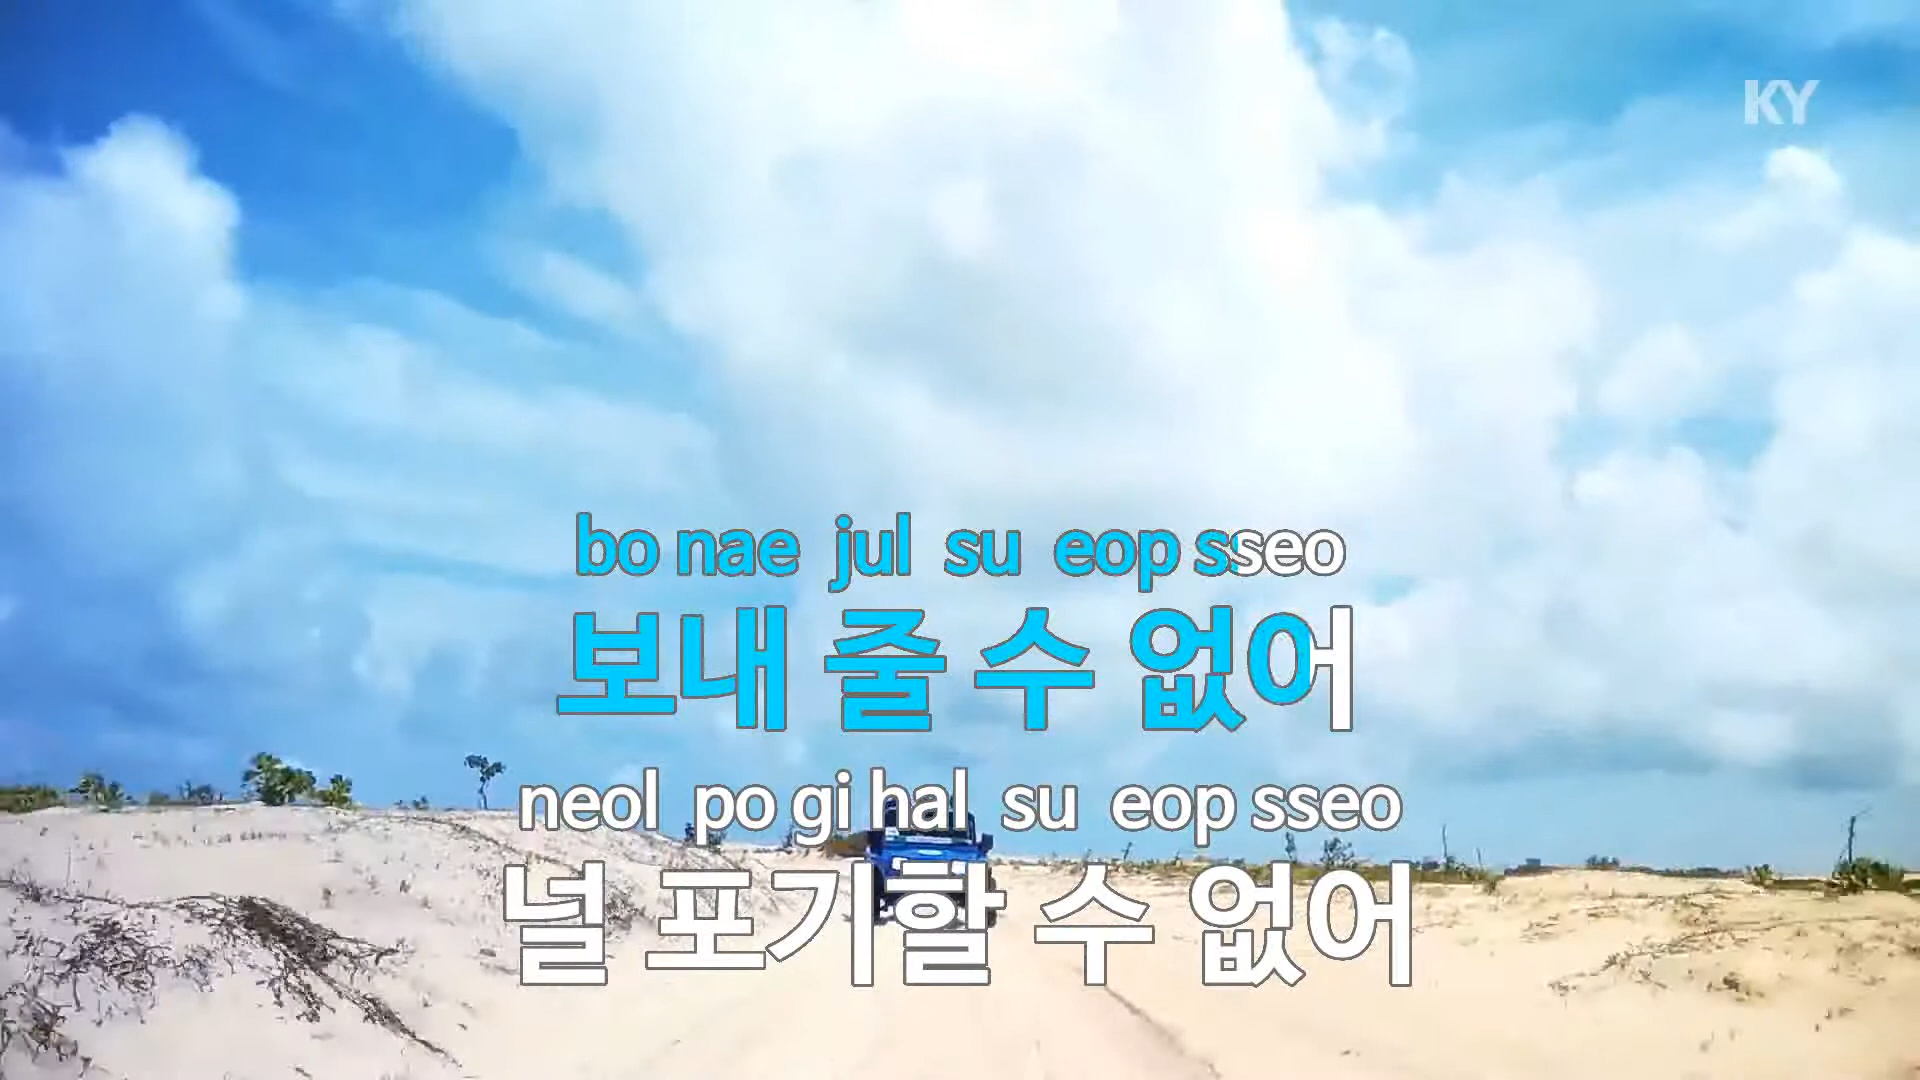 KY
bo nae jul su eop sseo
보내 줄 수 없어
neol po gi hal su eop sseo
널 포기할 수 없어